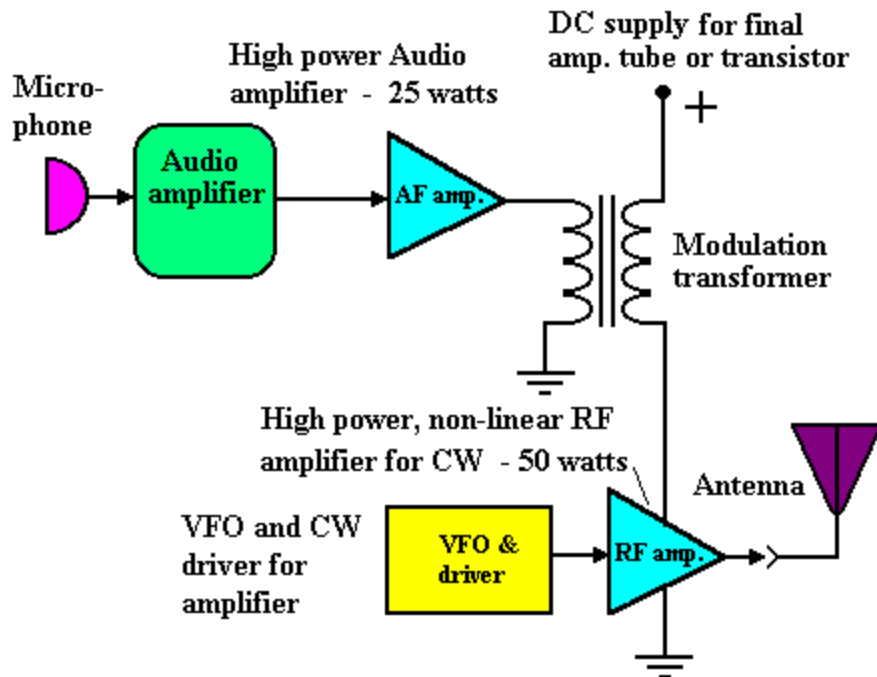 DC supply for final
amp. tube or transistor
+
High power Audio
amplifier - 25 watts
Micro-
phone
Audio
amplifier
AF amp.
Modulation
transformer
High power, non-linear RF
amplifier for CW - 50 watts
Antenna
VFO and CW
driver for
amplifier
VFO &
driver
RF amp.